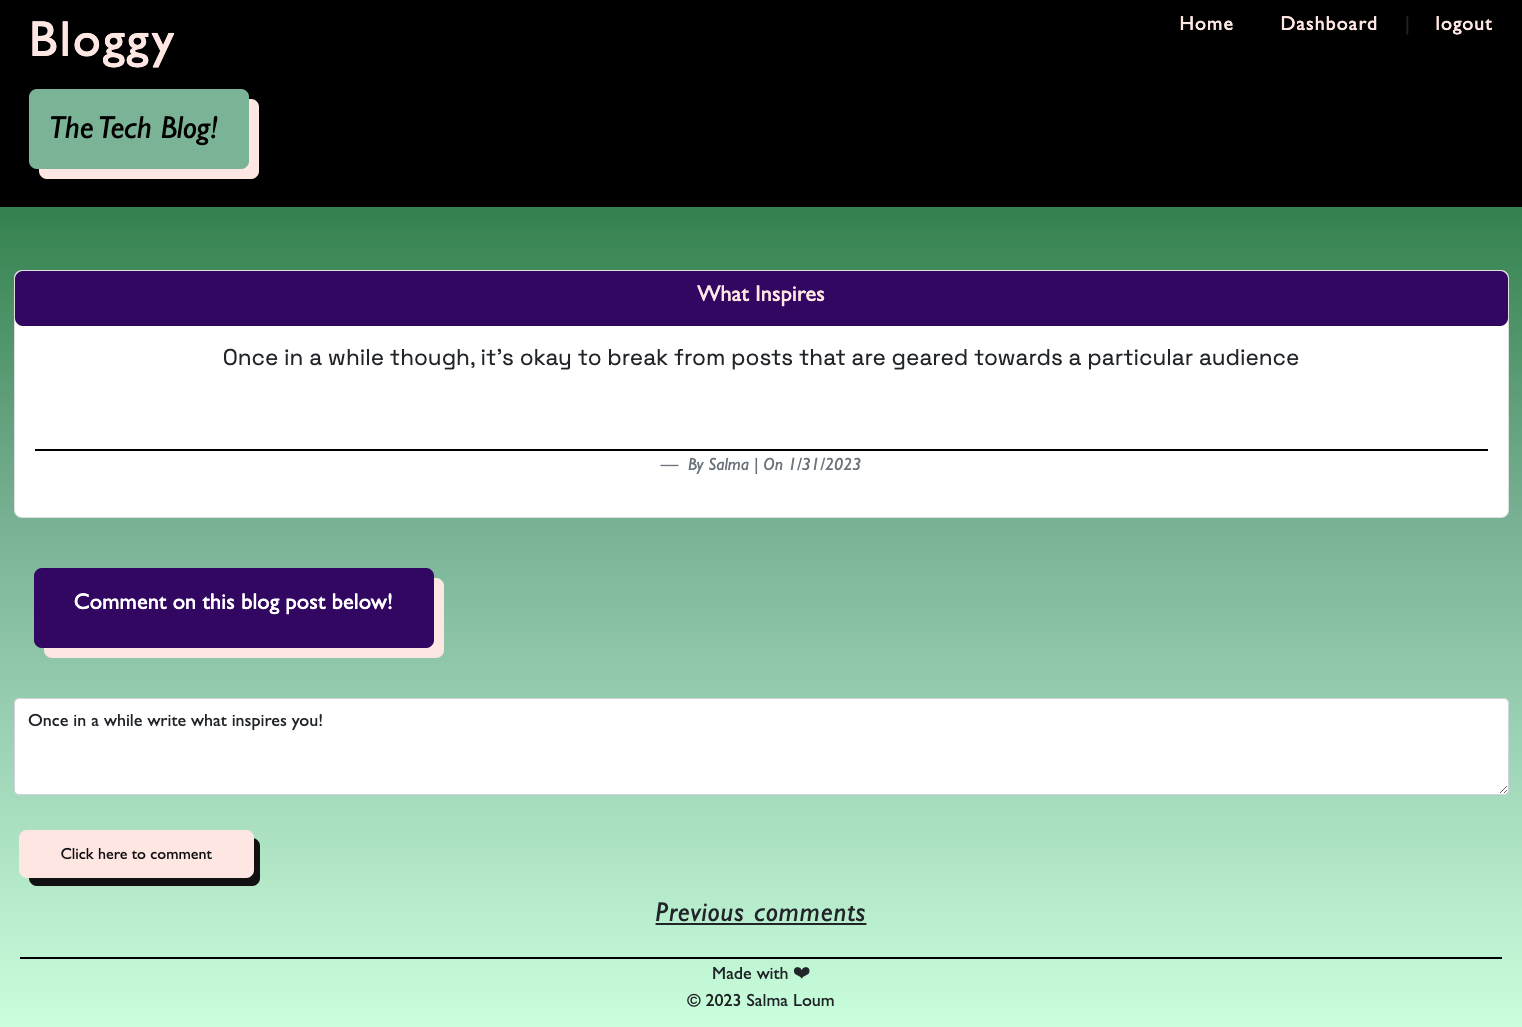 Bloggy
Home Dashboard | logout
The Tech Blog!
What Inspires
Once in a while though, it's okay to break from posts that are geared towards a particular audience
— By Salma | On 1/31/2023
Comment on this blog post below!
Once in a while write what inspires you!
Click here to comment
Previous comments
Made with ❤
© 2023 Salma Loum